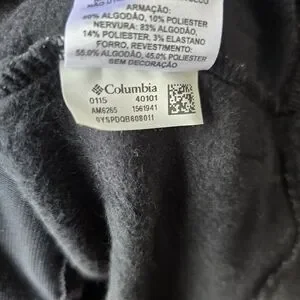 ARMAÇÃO:
90% ALGODÃO, 10% POLIESTER
NERVURA: 83% ALGODÃO,
14% POLIESTER, 3% ELASTANO
FORRO, REVESTIMENTO:
55.0% ALGODÃO, 45.0% POLIESTER
SEM DECORAÇÃO
Columbia
0115 40101
AM6265 1561941